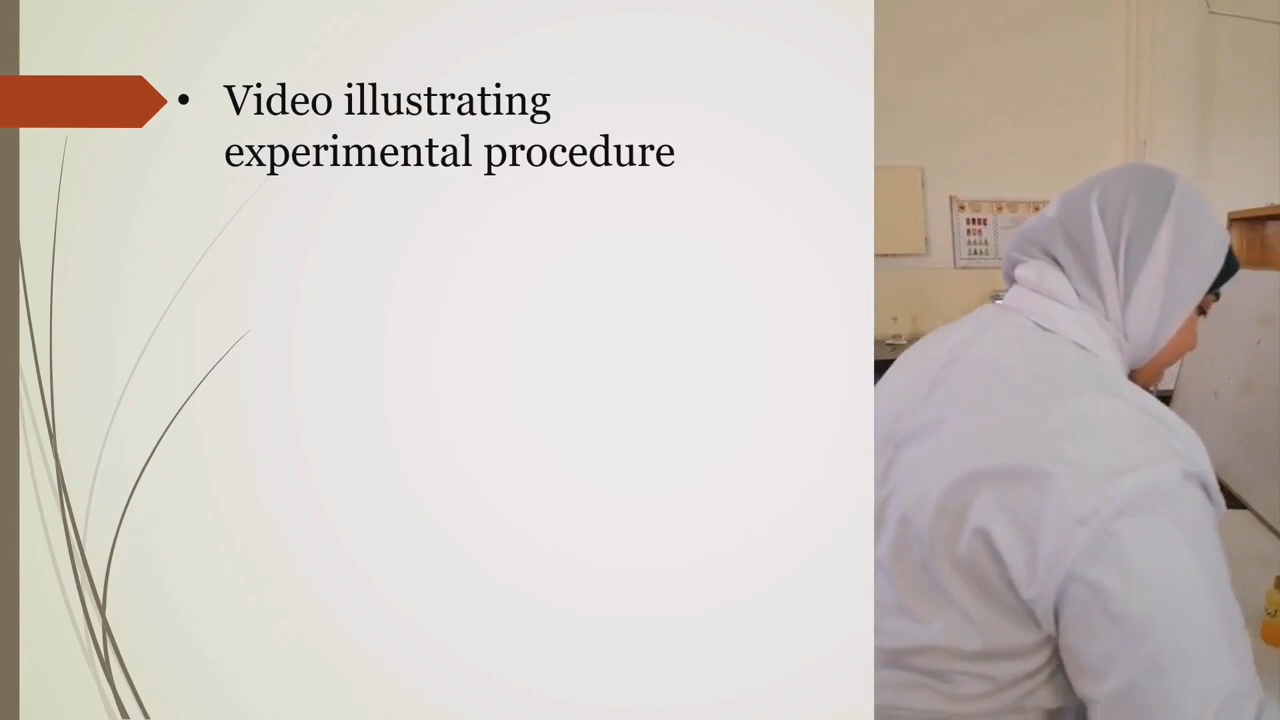 • Video illustrating
experimental procedure